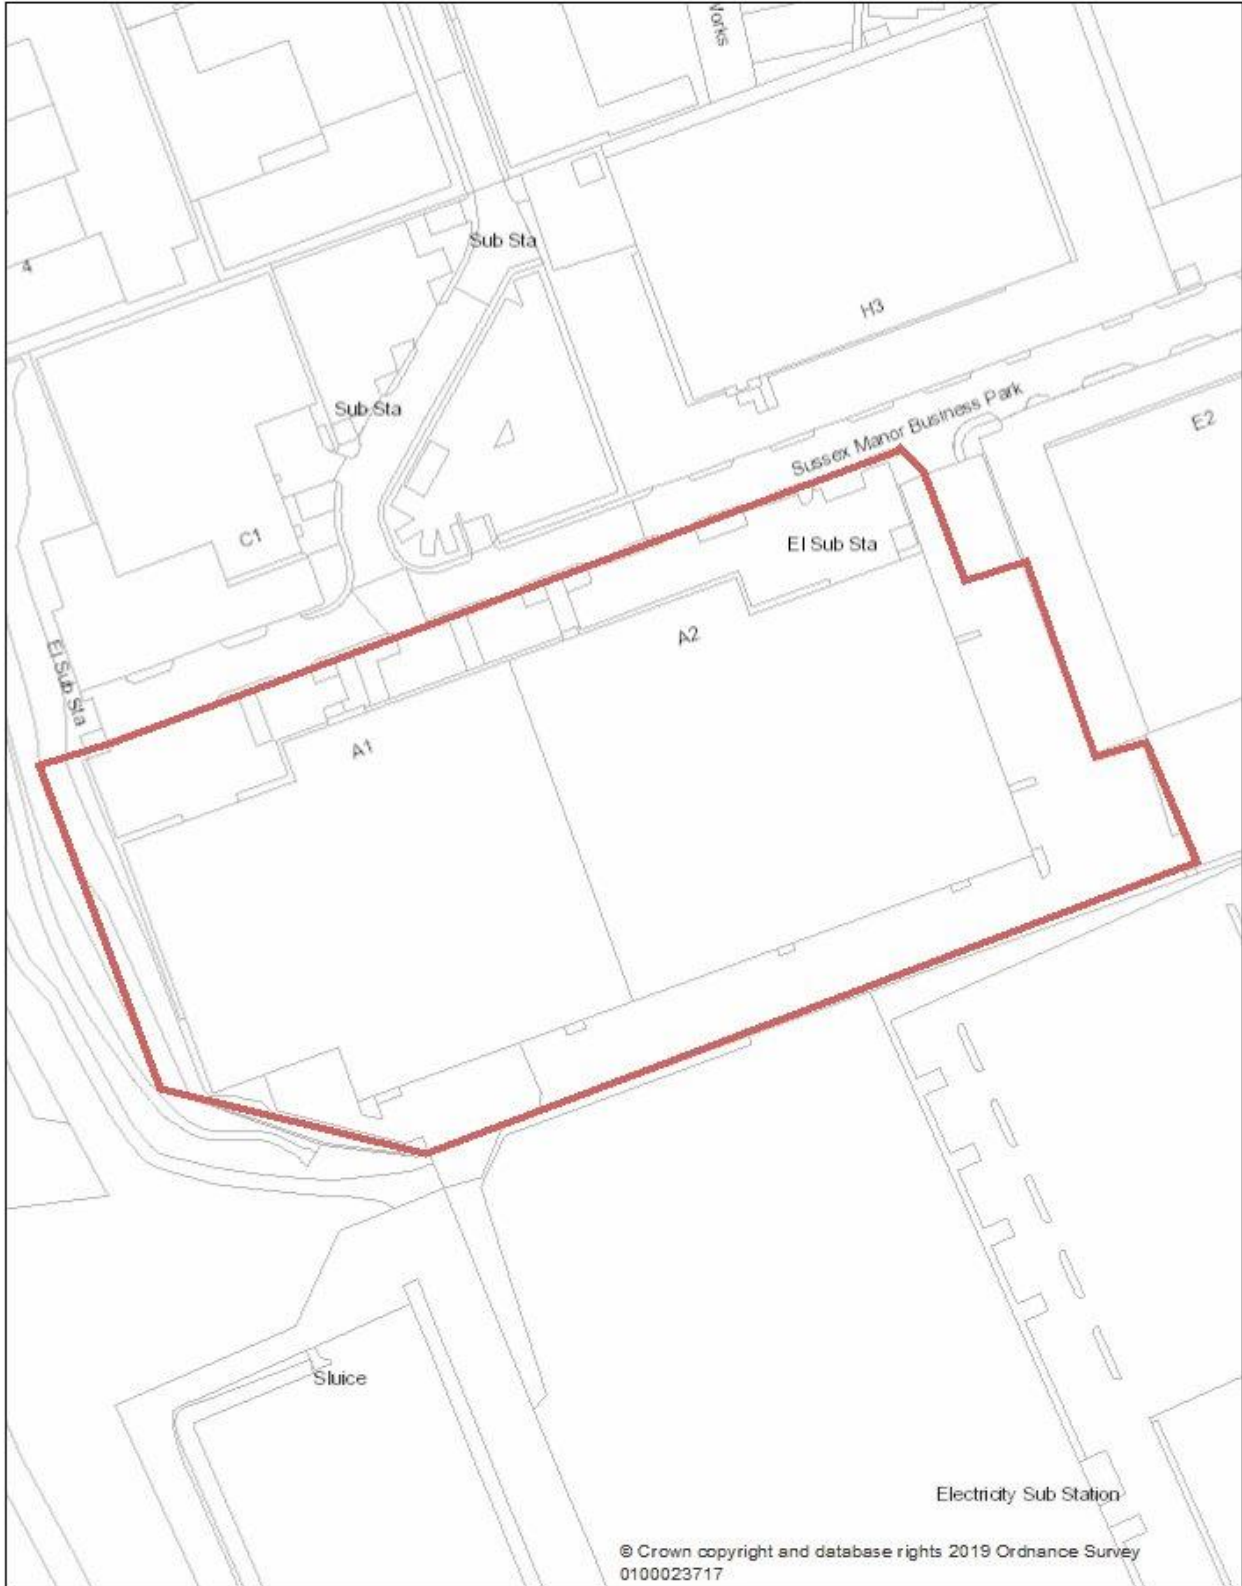 Works
Sub Sta
4
H3
Sub Sta
Sussex Manor Business Park
E2
C1
El Sub Sta
A2
El Sub Sta
A1
Sluice
Electricity Sub Station
© Crown copyright and database rights 2019 Ordnance Survey
0100023717